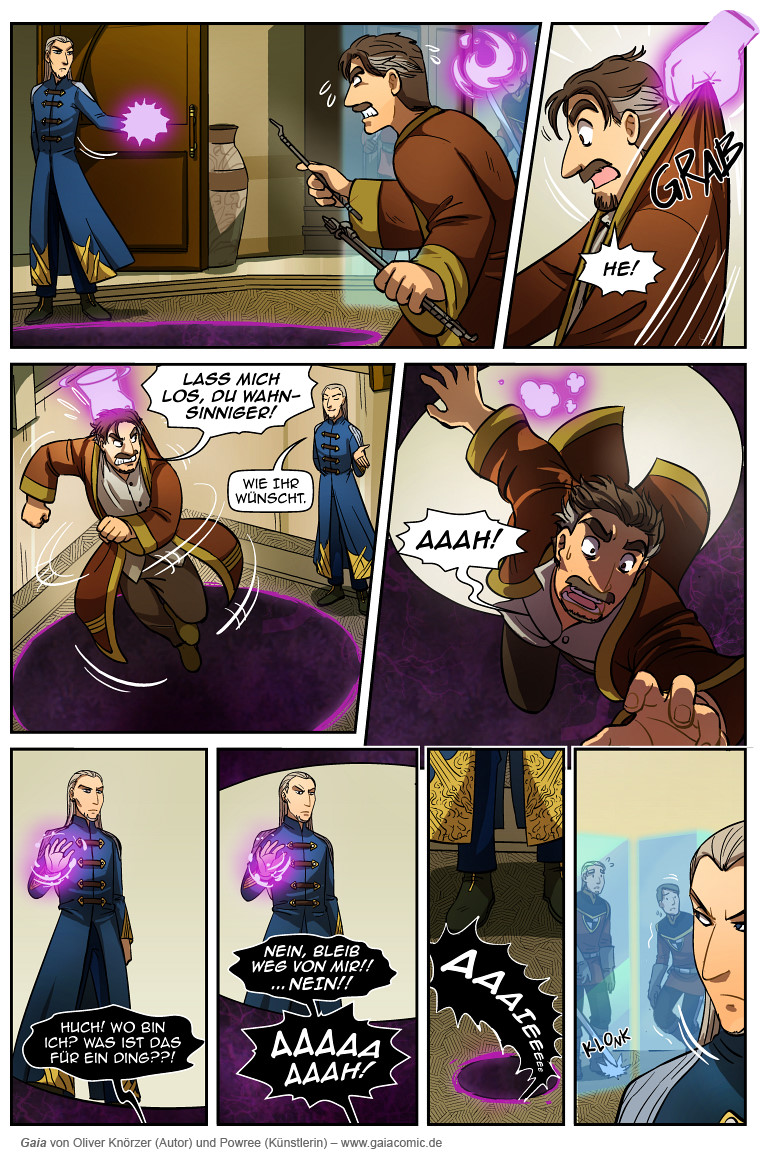 GRAB
HE!
LASS MICH
LOS, DU WAHN-
SINNIGER!
WIE IHR
WÜNSCHT.
AAAH!
HUCH! WO BIN
ICH? WAS IST DAS
FÜR EIN DING??!
NEIN, BLEIB
WEG VON MIR!!
...NEIN!!
AAAAA
AAAH!
AAAIEEEEE
KLONK
Gaia von Oliver Knörzer (Autor) und Powree (Künstlerin) – www.gaiacomic.de